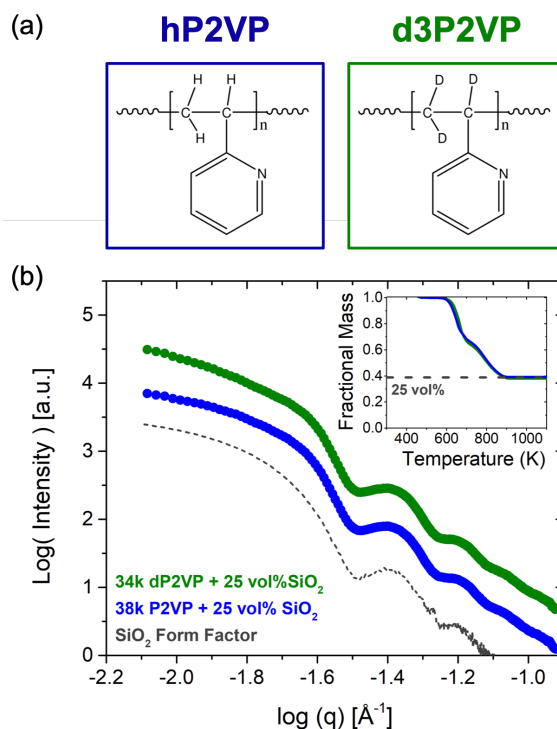 (a)
hP2VP
d3P2VP
H
H
D
D
C
C
n
C
C
n
H
D
N
N
(b)
Log( Intensity ) [a.u.]
5
4
3
2
1
0
34k dP2VP + 25 vol%SiO₂
38k P2VP + 25 vol% SiO₂
SiO₂ Form Factor
Fractional Mass
1.0
0.8
0.6
0.4
0.2
0.0
25 vol%
400 600 800 1000
Temperature (K)
-2.2 -2.0 -1.8 -1.6 -1.4 -1.2 -1.0
log (q) [Å⁻¹]